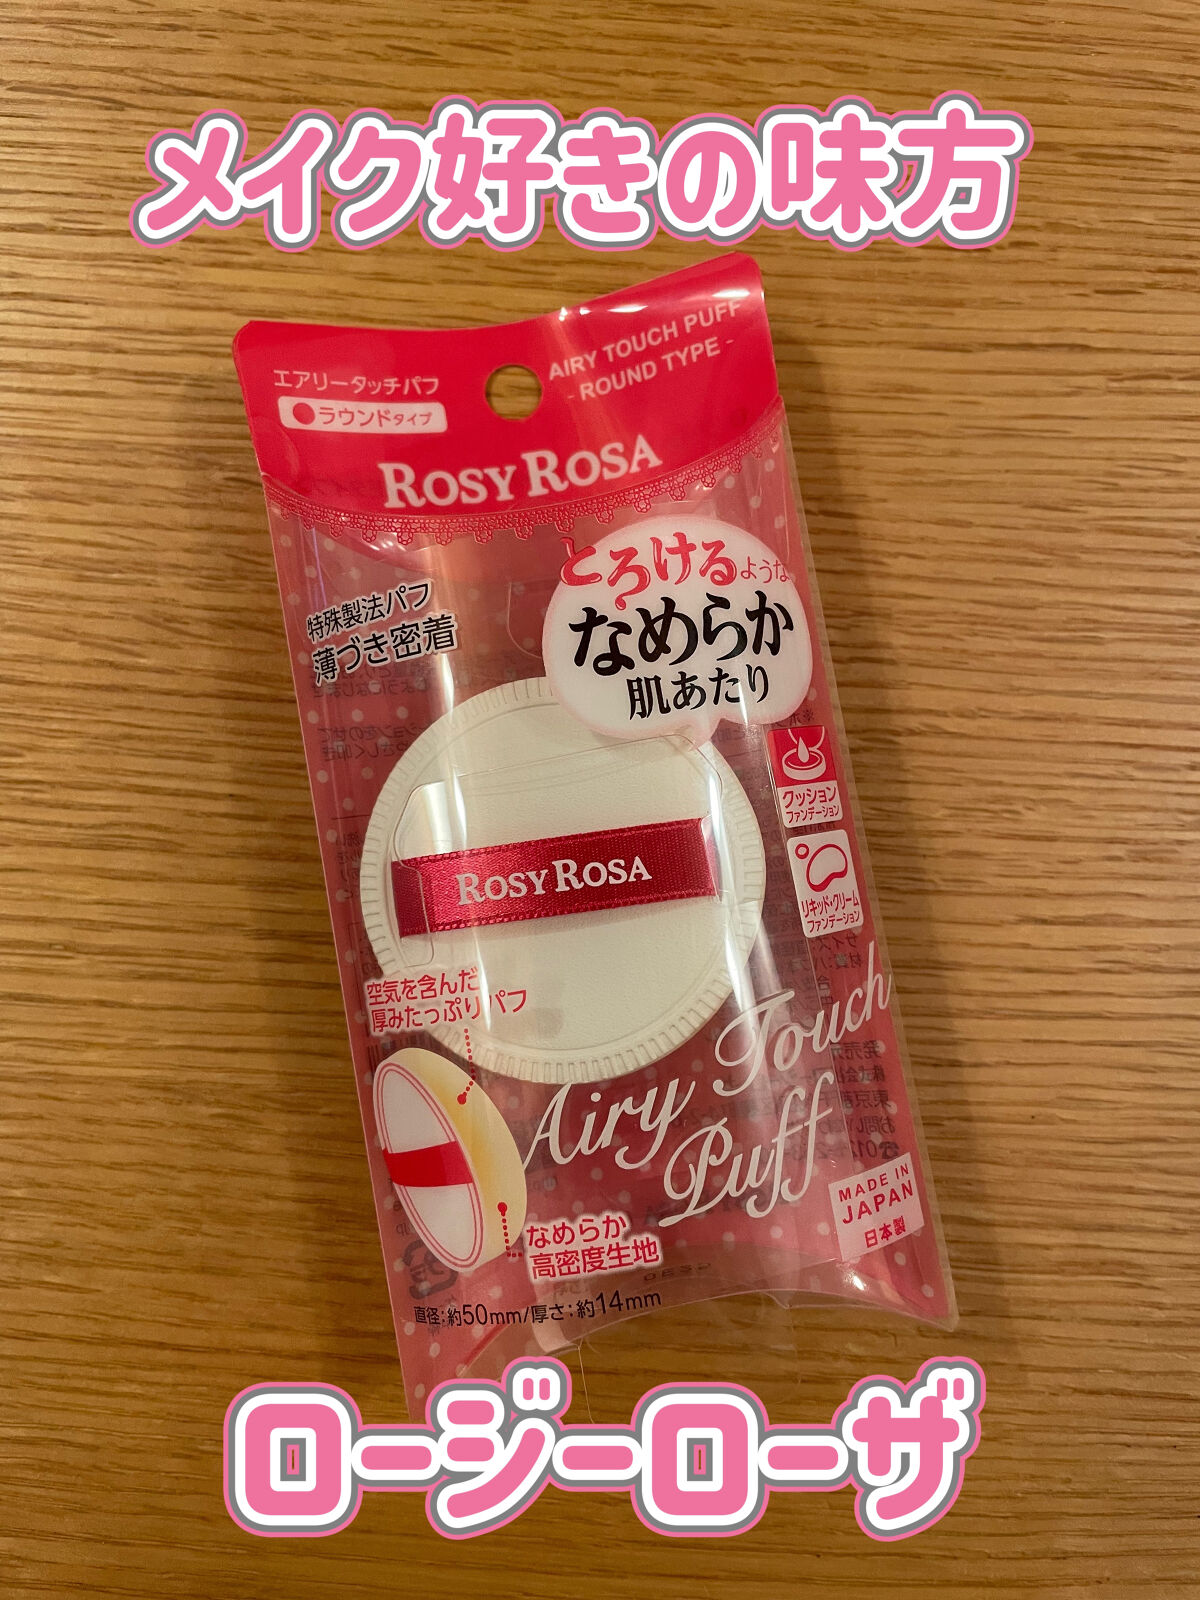 メイク好きの味方
エアリータッチパフ
ラウンドタイプ
AIRY TOUCH PUFF
- ROUND TYPE -
ROSY ROSA
とろけるような
なめらか
肌あたり
特殊製法パフ
薄づき密着
クッション
ファンデーション
リキッド・クリーム
ファンデーション
ROSY ROSA
空気を含んだ
厚みたっぷりパフ
Airy Touch
Puff
なめらか
高密度生地
MADE IN
JAPAN
日本製
直径:約50mm/厚さ:約14mm
ロージーローザ